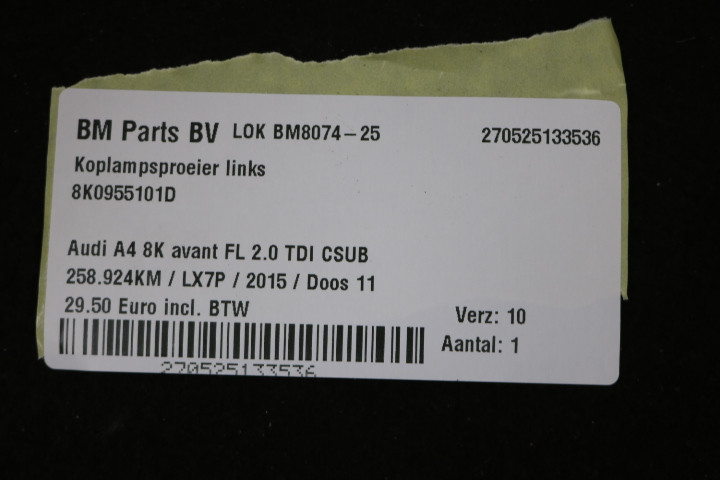 BM Parts BV LOK BM8074-25 270525133536
Koplampsproeier links
8K0955101D
Audi A4 8K avant FL 2.0 TDI CSUB
258.924KM / LX7P / 2015 / Doos 11
29.50 Euro incl. BTW
Verz: 10
Aantal: 1
270525133536